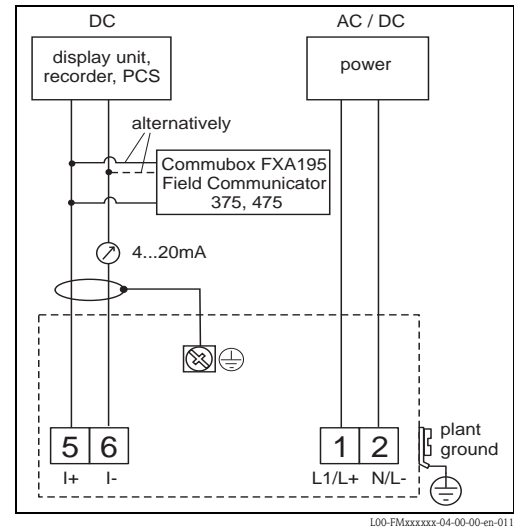 DC
AC / DC
display unit,
recorder, PCS
power
alternatively
Commubox FXA195
Field Communicator
375, 475
4...20mA
5 6
I+ I-
1 2
L1/L+ N/L-
plant
ground
L00-FMxxxxxx-04-00-00-en-011